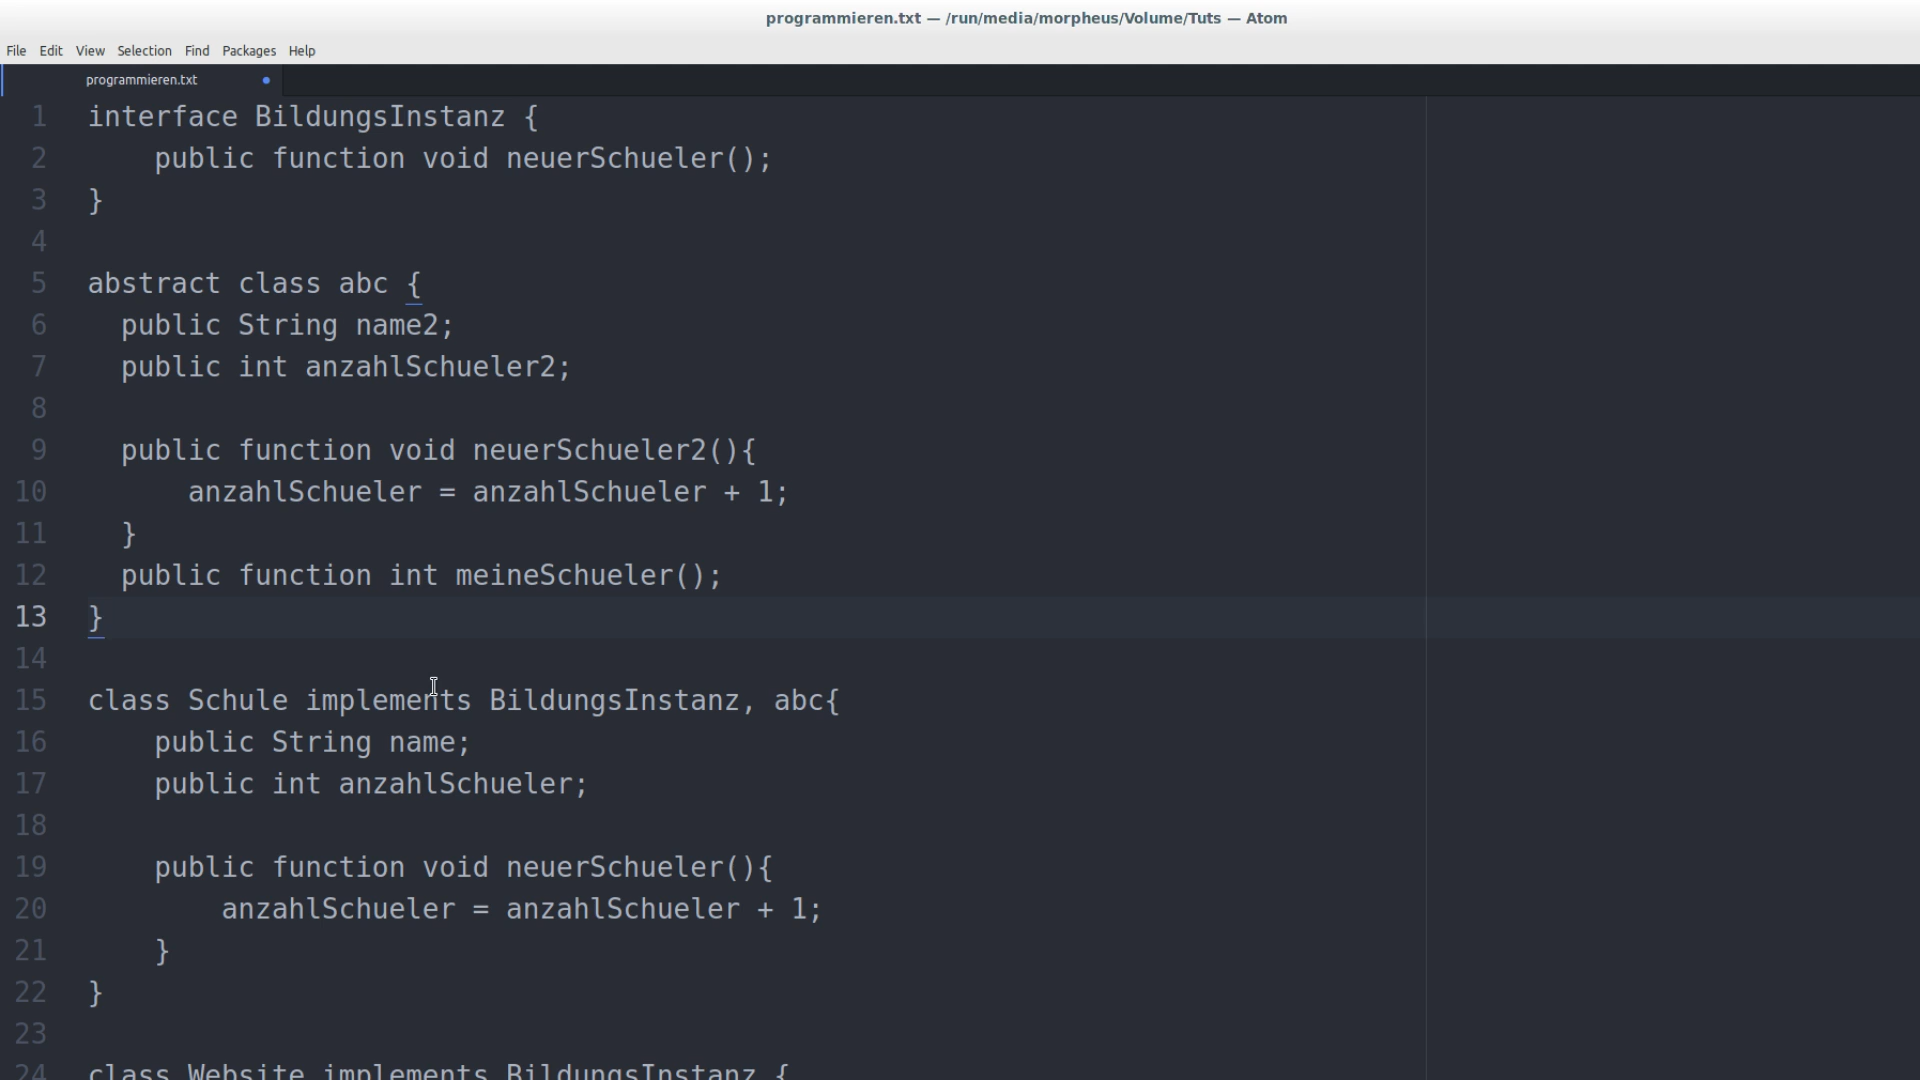 programmieren.txt — /run/media/morpheus/Volume/Tuts — Atom
File Edit View Selection Find Packages Help
programmieren.txt
1 interface BildungsInstanz {
2     public function void neuerSchueler();
3 }
4
5 abstract class abc {
6   public String name2;
7   public int anzahlSchueler2;
8
9   public function void neuerSchueler2(){
10       anzahlSchueler = anzahlSchueler + 1;
11   }
12   public function int meineSchueler();
13 }
14
15 class Schule implements BildungsInstanz, abc{
16     public String name;
17     public int anzahlSchueler;
18
19     public function void neuerSchueler(){
20         anzahlSchueler = anzahlSchueler + 1;
21     }
22 }
23
24 class Website implements BildungsInstanz {